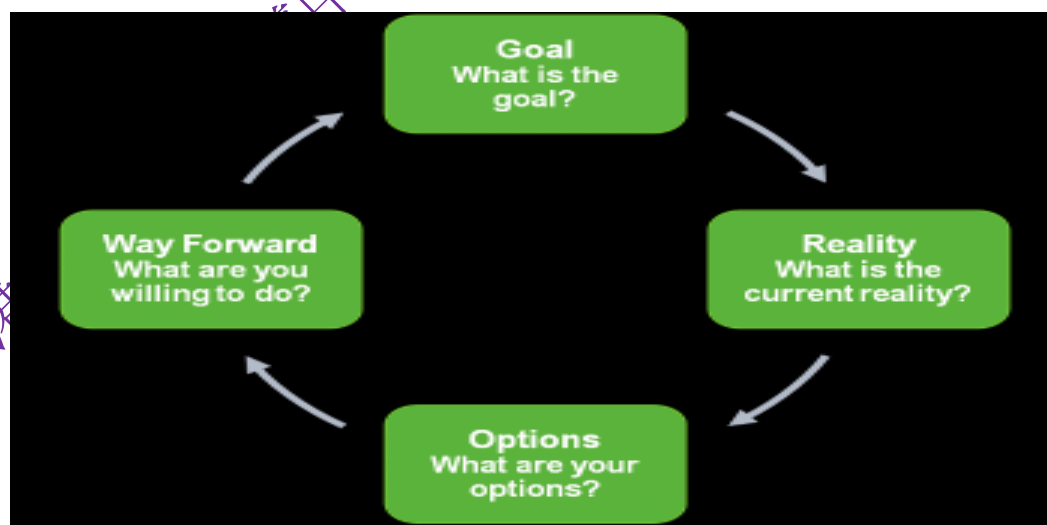 Goal
What is the
goal?
Reality
What is the
current reality?
Options
What are your
options?
Way Forward
What are you
willing to do?